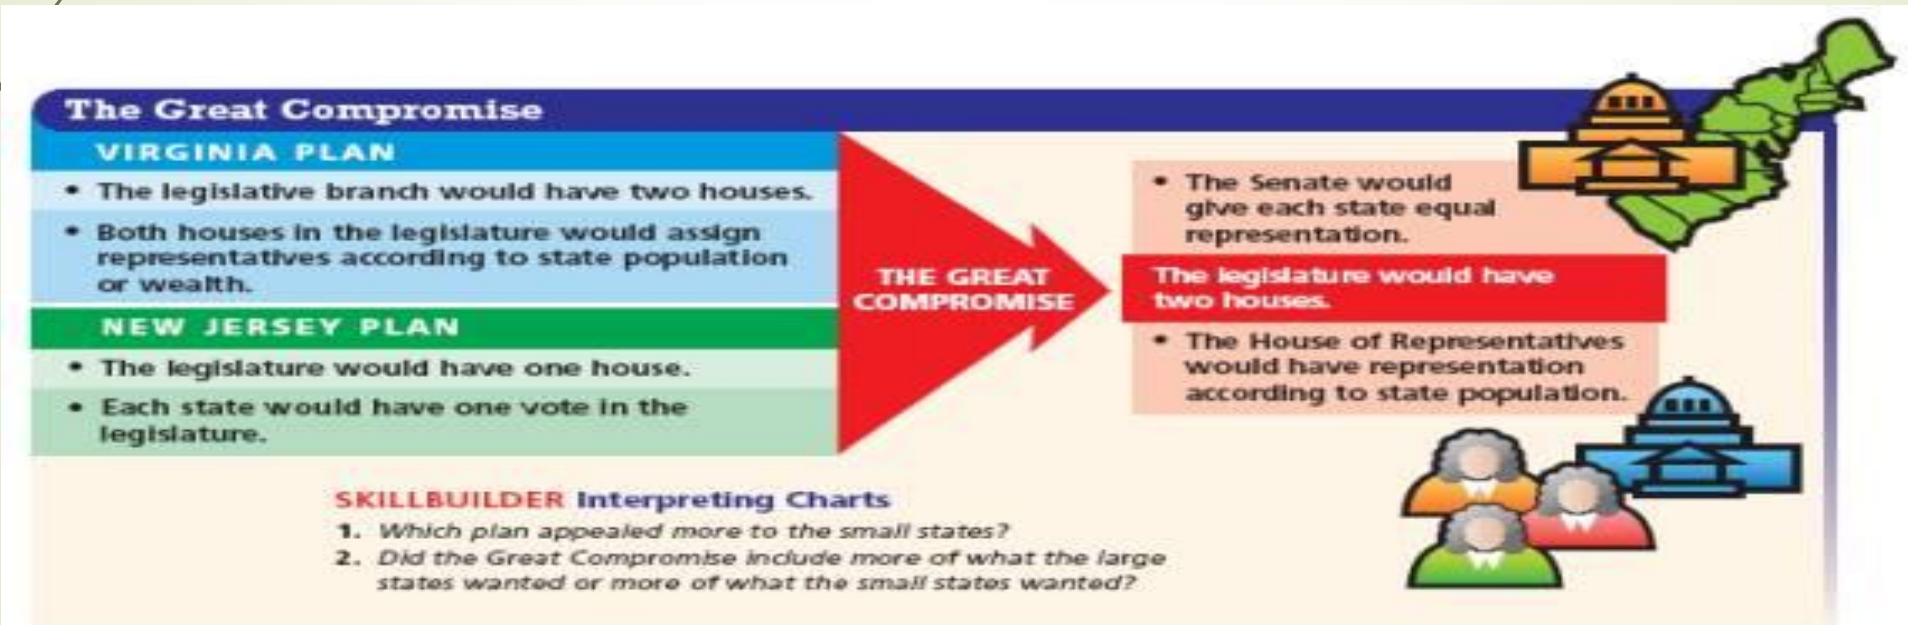 The Great Compromise
VIRGINIA PLAN
• The legislative branch would have two houses.
• Both houses in the legislature would assign
representatives according to state population
or wealth.
NEW JERSEY PLAN
• The legislature would have one house.
• Each state would have one vote in the
legislature.
THE GREAT
COMPROMISE
• The Senate would
give each state equal
representation.
The legislature would have
two houses.
• The House of Representatives
would have representation
according to state population.
SKILLBUILDER Interpreting Charts
1. Which plan appealed more to the small states?
2. Did the Great Compromise include more of what the large
states wanted or more of what the small states wanted?